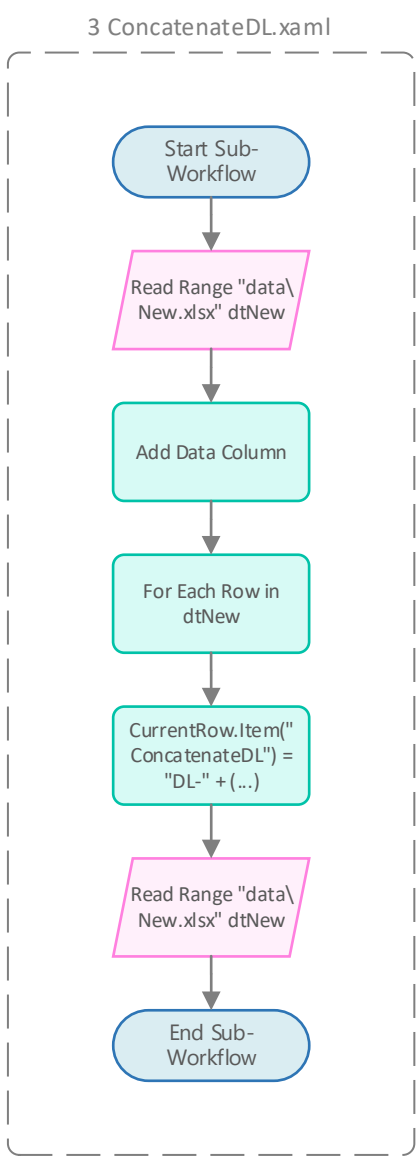 3 ConcatenateDL.xaml
Start Sub-
Workflow
Read Range "data\
New.xlsx" dtNew
Add Data Column
For Each Row in
dtNew
CurrentRow.Item("
ConcatenateDL") =
"DL-" + (...)
Read Range "data\
New.xlsx" dtNew
End Sub-
Workflow